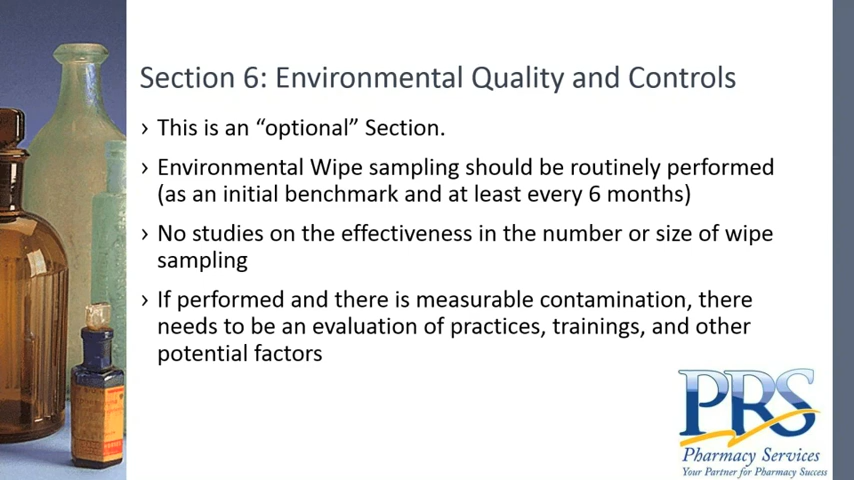 Section 6: Environmental Quality and Controls
› This is an “optional” Section.
› Environmental Wipe sampling should be routinely performed
(as an initial benchmark and at least every 6 months)
› No studies on the effectiveness in the number or size of wipe
sampling
› If performed and there is measurable contamination, there
needs to be an evaluation of practices, trainings, and other
potential factors
PRS
Pharmacy Services
Your Partner for Pharmacy Success